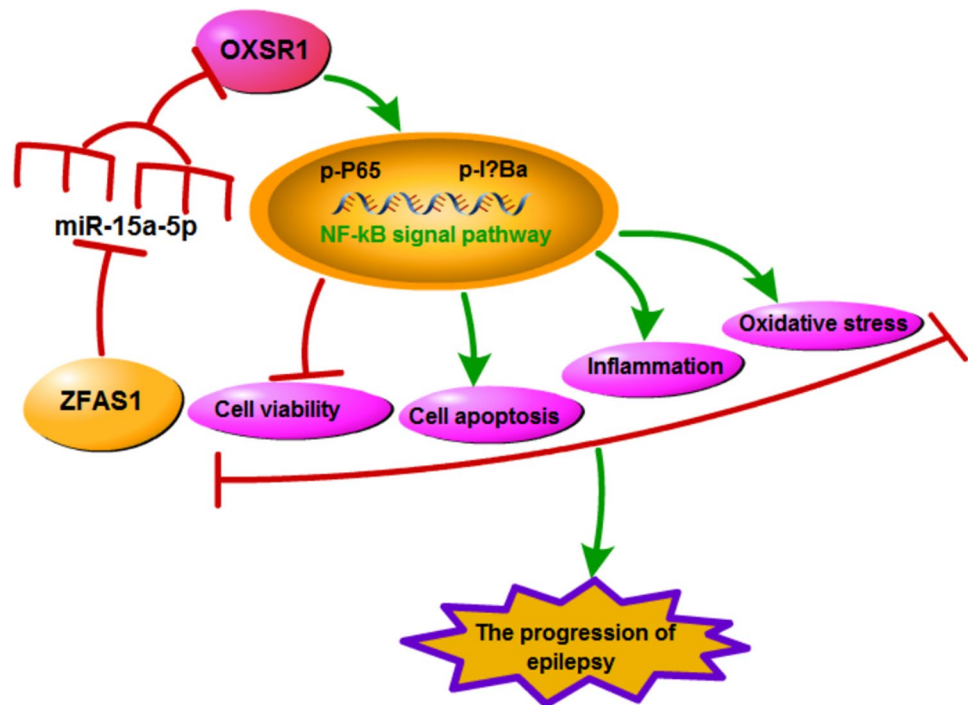 OXSR1
p-P65 p-I?Ba
NF-kB signal pathway
miR-15a-5p
ZFAS1
Cell viability
Cell apoptosis
Inflammation
Oxidative stress
The progression of
epilepsy